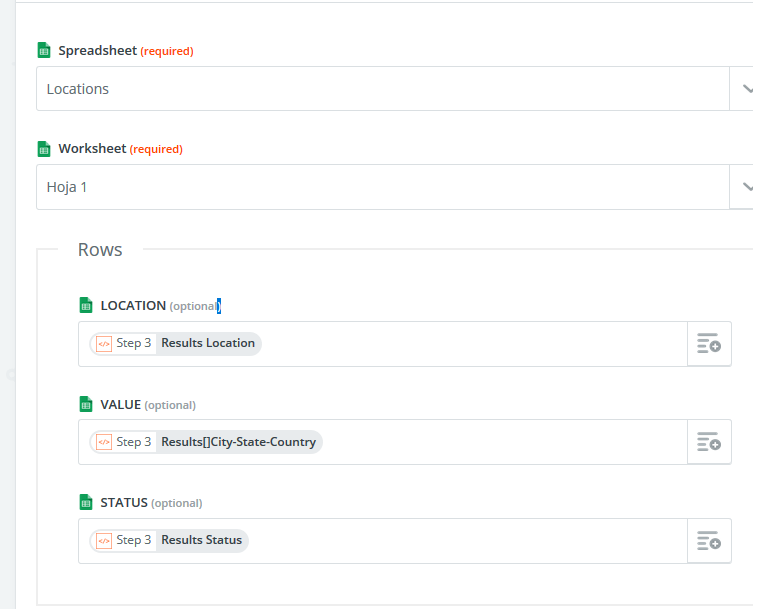 Spreadsheet (required)
Locations
Worksheet (required)
Hoja 1
Rows
LOCATION (optional)
</> Step 3 Results Location
VALUE (optional)
</> Step 3 Results[]City-State-Country
STATUS (optional)
</> Step 3 Results Status